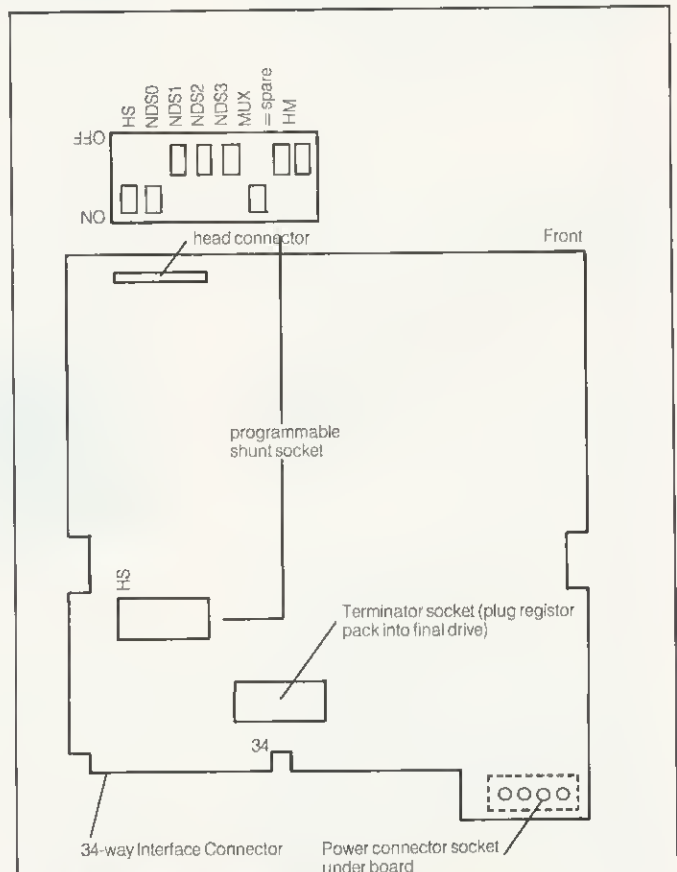 HS
NDS0
NDS1
NDS2
NDS3
MUX
= spare
HM
OFF
ON
head connector
Front
programmable
shunt socket
HS
Terminator socket (plug registor
pack into final drive)
34
34-way Interface Connector
Power connector socket
under board